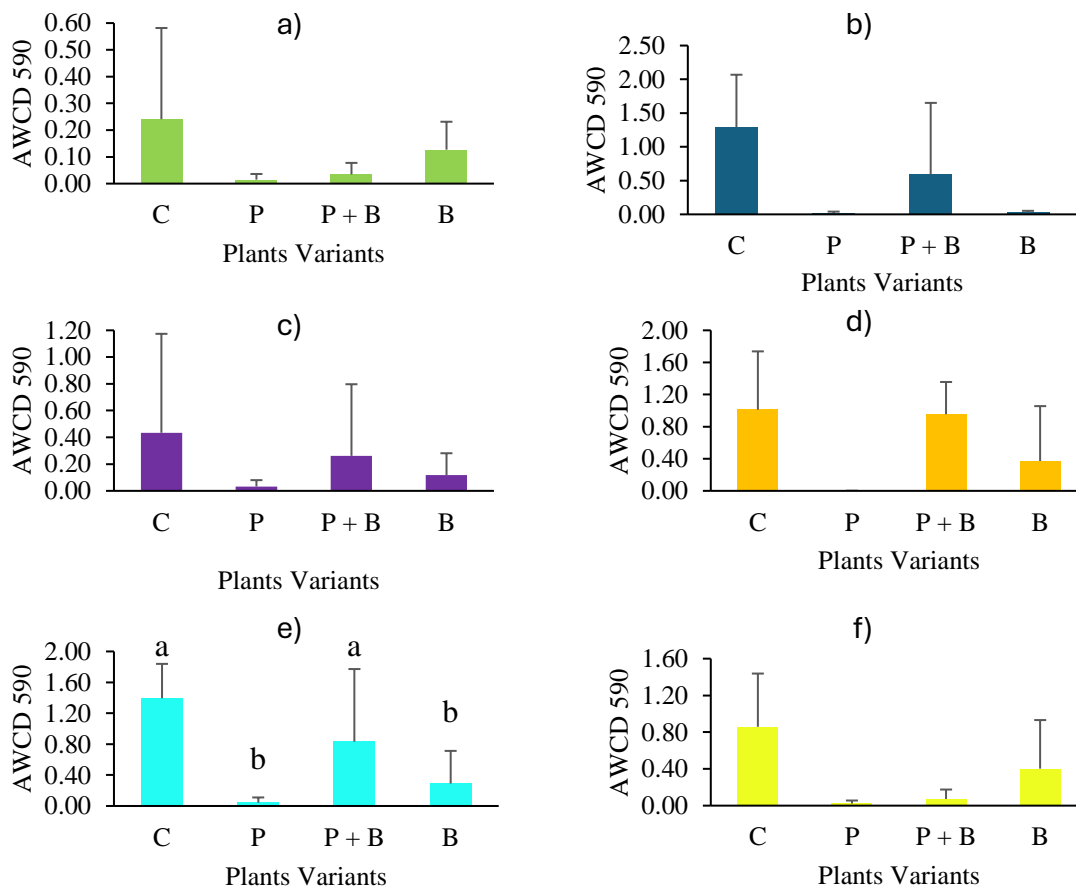 a)
0.60
0.50
0.40
0.30
0.20
0.10
0.00
AWCD 590
C P P + B B
Plants Variants
b)
2.50
2.00
1.50
1.00
0.50
0.00
AWCD 590
C P P + B B
Plants Variants
c)
1.20
1.00
0.80
0.60
0.40
0.20
0.00
AWCD 590
C P P + B B
Plants Variants
d)
2.00
1.60
1.20
0.80
0.40
0.00
AWCD 590
C P P + B B
Plants Variants
e)
2.00
1.60
1.20
0.80
0.40
0.00
AWCD 590
a b a b
C P P + B B
Plants Variants
f)
1.60
1.20
0.80
0.40
0.00
AWCD 590
C P P + B B
Plants Variants